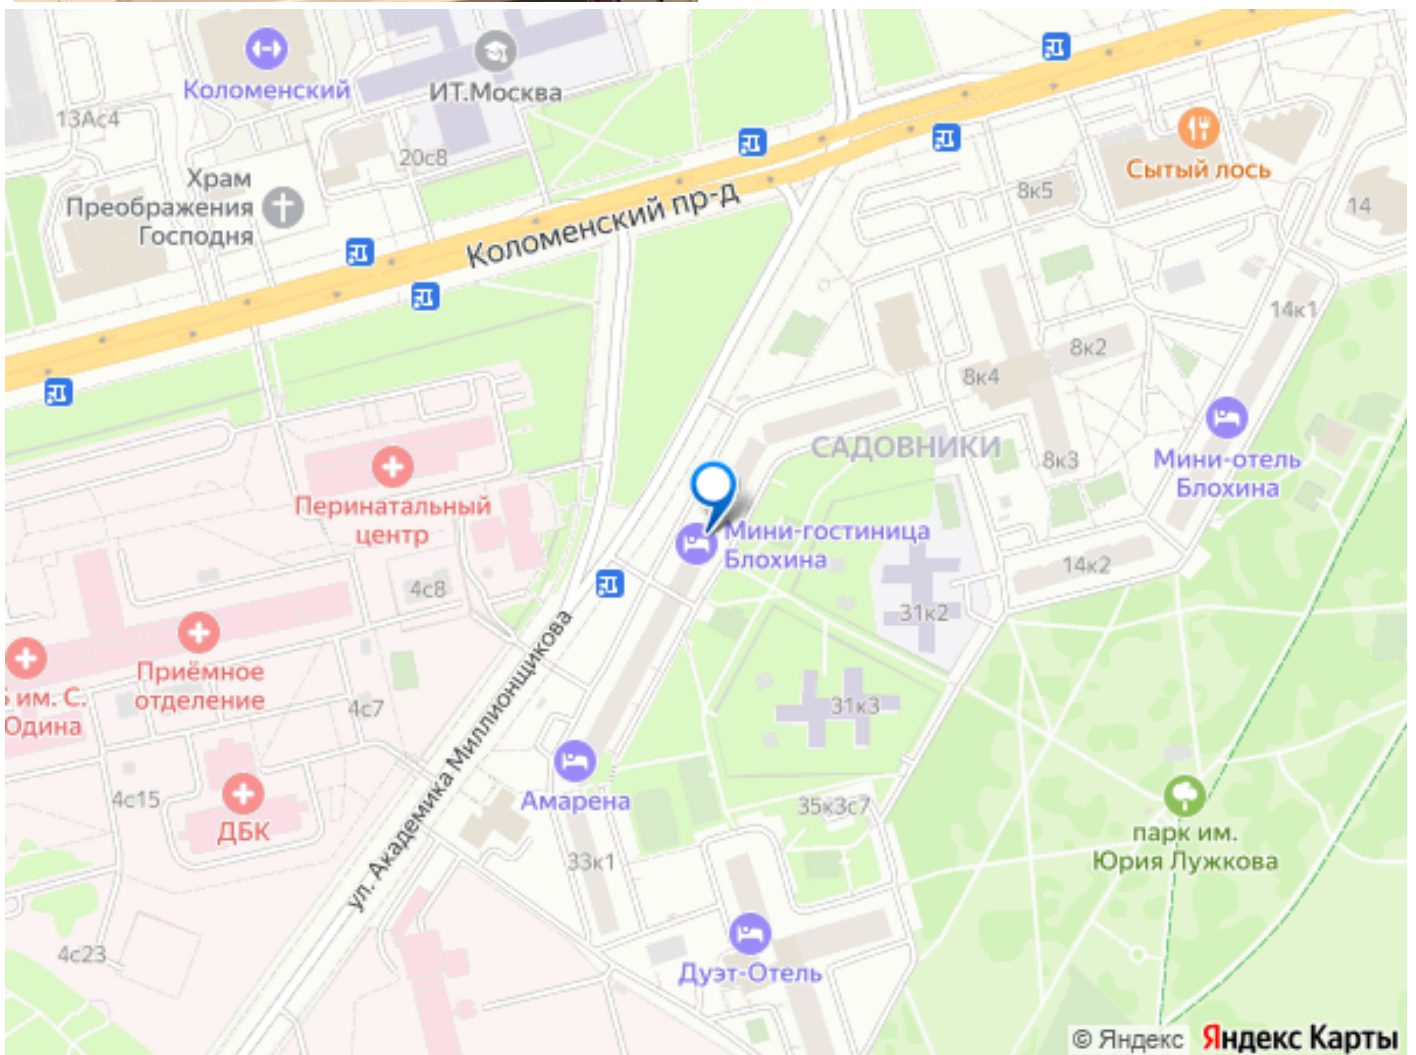 Коломенский
ИТ.Москва
13Ас4
20с8
Храм
Преображения
Господня
Коломенский пр-д
Сытый лось
8к5
14
14к1
8к2
8к4
САДОВНИКИ
8к3
Мини-отель
Блохина
Перинатальный
центр
Мини-гостиница
Блохина
14к2
4с8
31к2
Приёмное
отделение
им. С.
Юдина
4с7
31к3
ул. Академика Миллионщикова
4с15
ДБК
Амарена
35к3с7
33к1
парк им.
Юрия Лужкова
4с23
Дуэт-Отель
© Яндекс Яндекс Карты